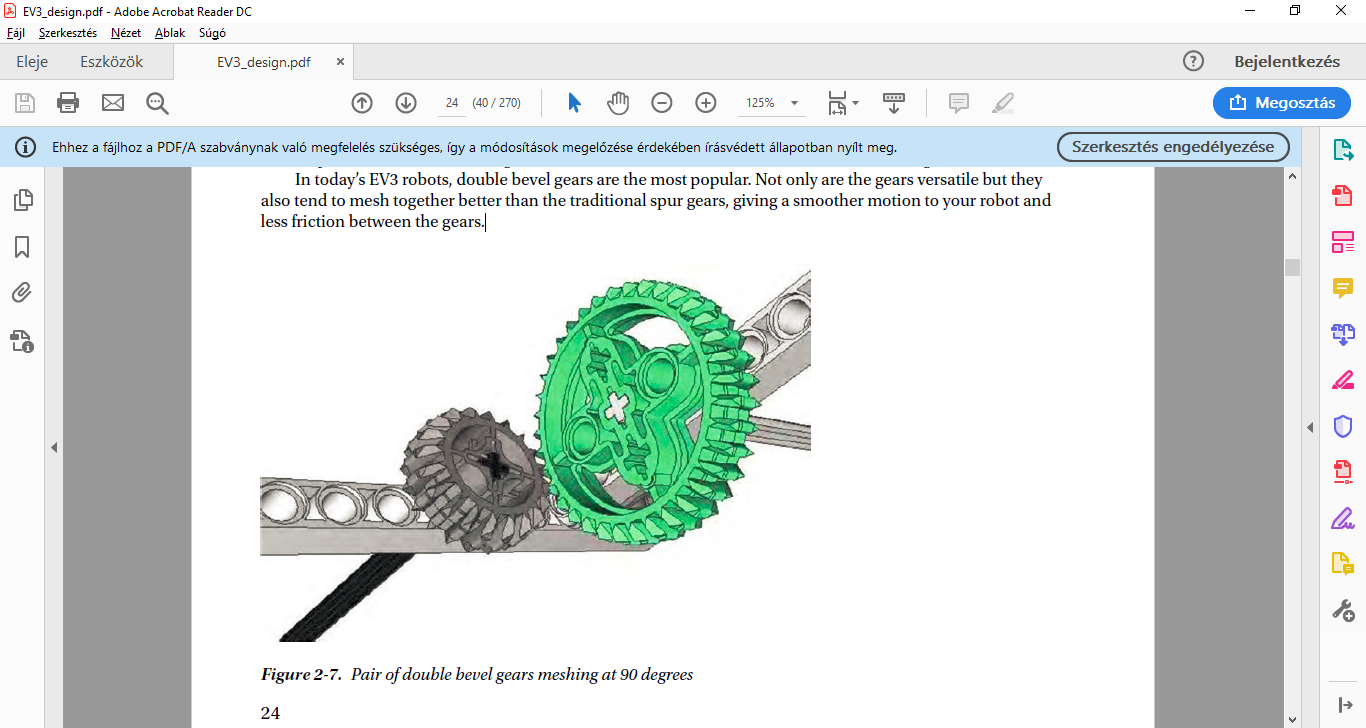 EV3_design.pdf - Adobe Acrobat Reader DC
Fájl Szerkesztés Nézet Ablak Súgó
Eleje Eszközök EV3_design.pdf Bejelentkezés
24 (40 / 270) 125% Megosztás
Ehhez a fájlhoz a PDF/A szabványnak való megfelelés szükséges, így a módosítások megelőzése érdekében írásvédett állapotban nyílt meg. Szerkesztés engedélyezése
In today's EV3 robots, double bevel gears are the most popular. Not only are the gears versatile but they
also tend to mesh together better than the traditional spur gears, giving a smoother motion to your robot and
less friction between the gears.
Figure 2-7. Pair of double bevel gears meshing at 90 degrees
24